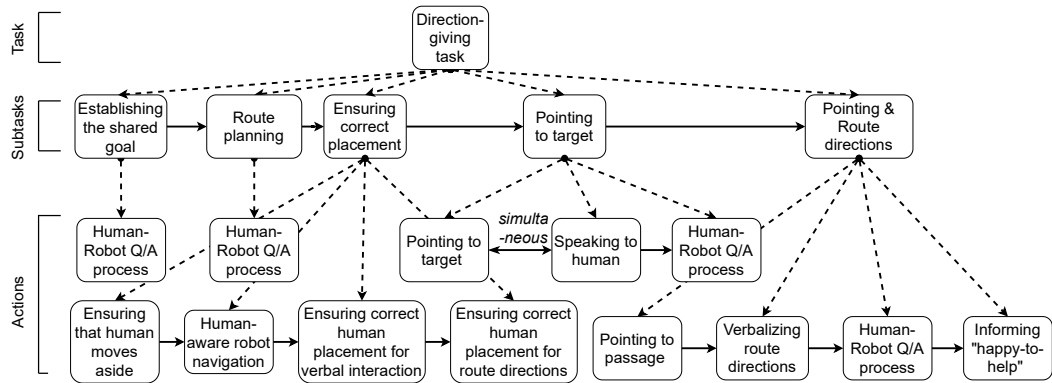 Task
Direction-
giving
task
Subtasks
Establishing
the shared
goal
Route
planning
Ensuring
correct
placement
Pointing
to target
Pointing &
Route
directions
Actions
Human-
Robot Q/A
process
Human-
Robot Q/A
process
Pointing to
target
simulta
-neous
Speaking to
human
Human-
Robot Q/A
process
Ensuring
that human
moves
aside
Human-
aware robot
navigation
Ensuring correct
human
placement for
verbal interaction
Ensuring correct
human
placement for
route directions
Pointing to
passage
Verbalizing
route
directions
Human-
Robot Q/A
process
Informing
"happy-to-
help"